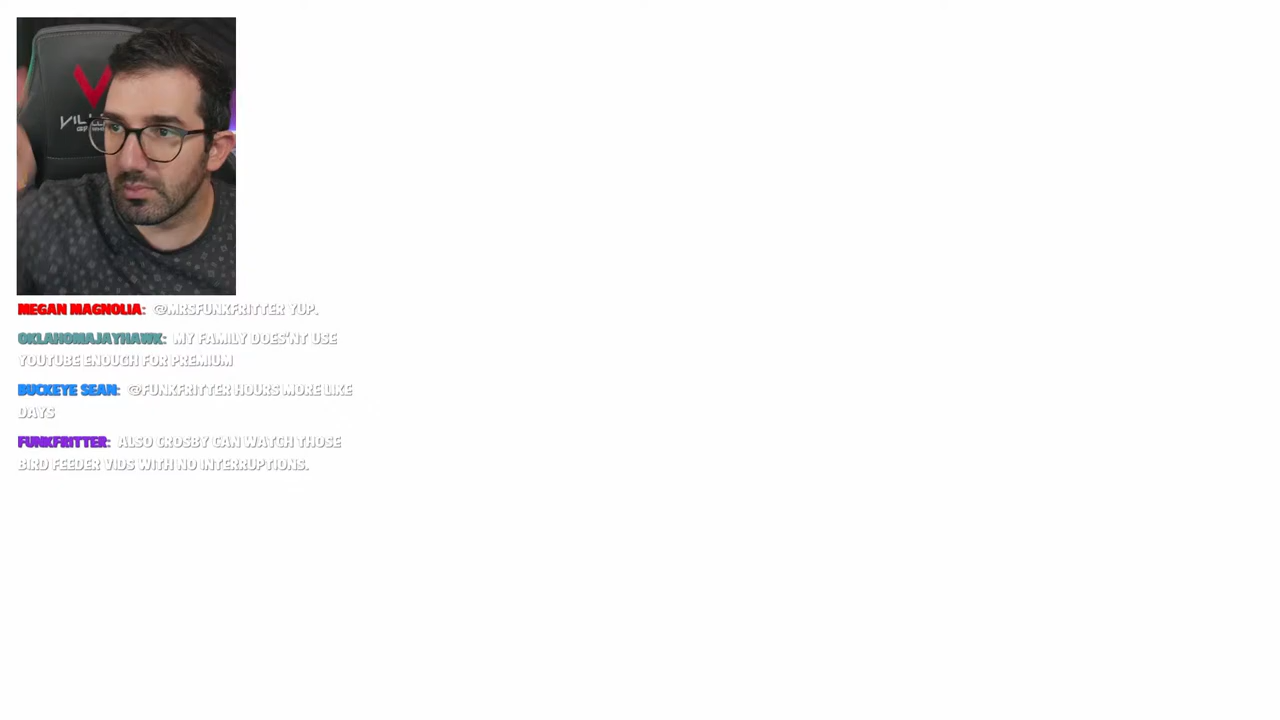 MEGAN MAGNOLIA: @MRSFUNKFRITTER YUP.
OKLAHOMAJAYHAWK: MY FAMILY DOES'NT USE
YOUTUBE ENOUGH FOR PREMIUM
BUCKEYE SEAN: @FUNKFRITTER HOURS MORE LIKE
DAYS
FUNKFRITTER: ALSO CROSBY CAN WATCH THOSE
BIRD FEEDER VIDS WITH NO INTERRUPTIONS.